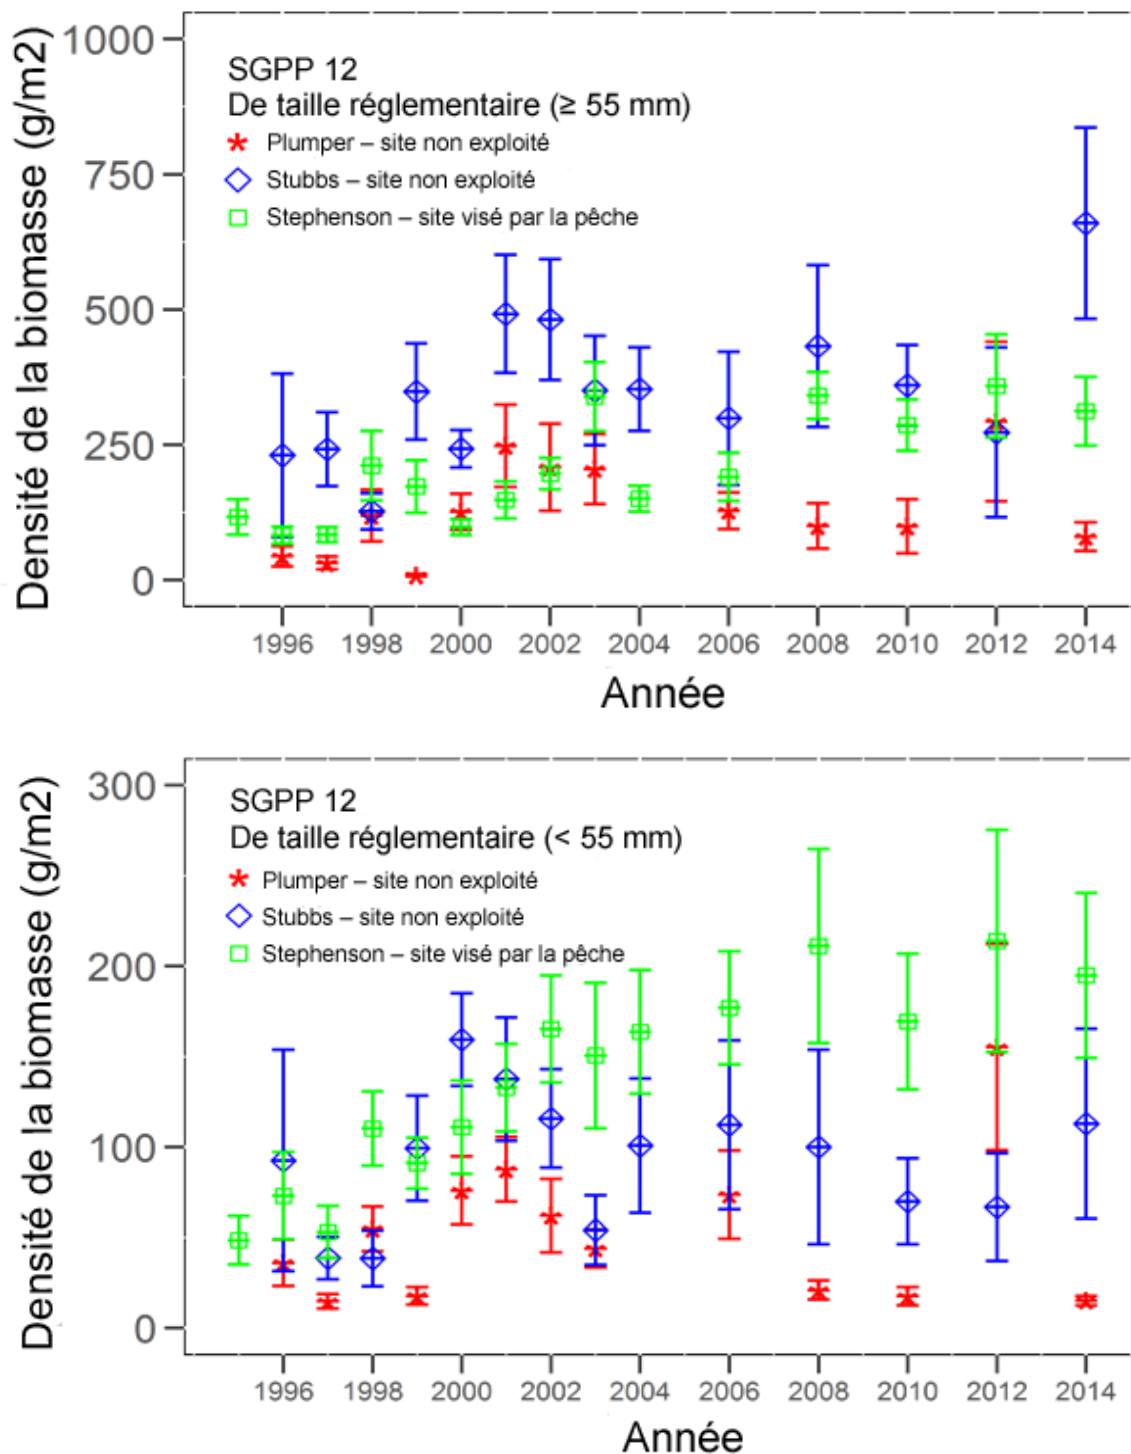 Densité de la biomasse (g/m2)
1000
750
500
250
0
SGPP 12
De taille réglementaire (≥ 55 mm)
Plumper – site non exploité
Stubbs – site non exploité
Stephenson – site visé par la pêche
1996 1998 2000 2002 2004 2006 2008 2010 2012 2014
Année
Densité de la biomasse (g/m2)
300
200
100
0
SGPP 12
De taille réglementaire (< 55 mm)
Plumper – site non exploité
Stubbs – site non exploité
Stephenson – site visé par la pêche
1996 1998 2000 2002 2004 2006 2008 2010 2012 2014
Année